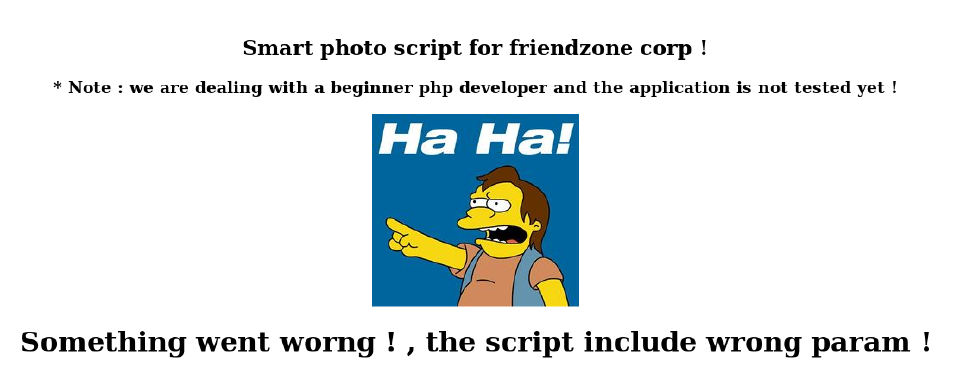 Smart photo script for friendzone corp !
* Note : we are dealing with a beginner php developer and the application is not tested yet !
Ha Ha!
Something went worng ! , the script include wrong param !